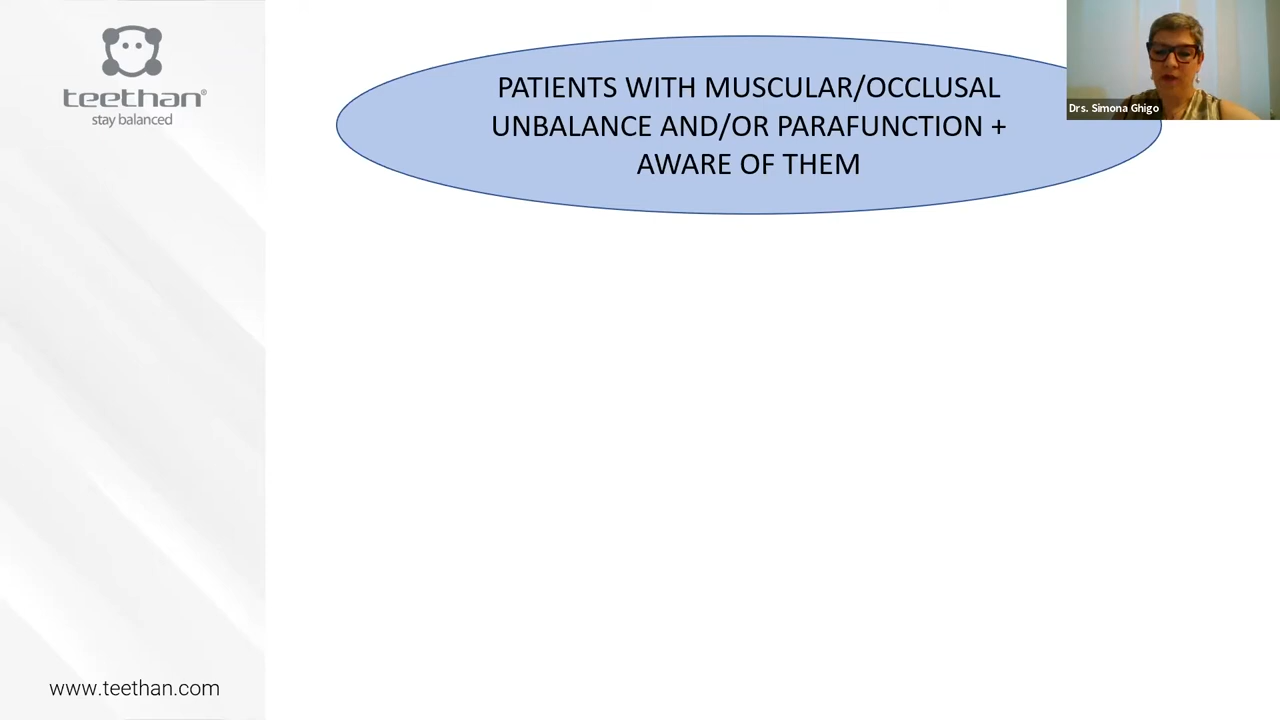 teethan®
stay balanced
PATIENTS WITH MUSCULAR/OCCLUSAL
UNBALANCE AND/OR PARAFUNCTION +
AWARE OF THEM
Drs. Simona Ghigo
www.teethan.com